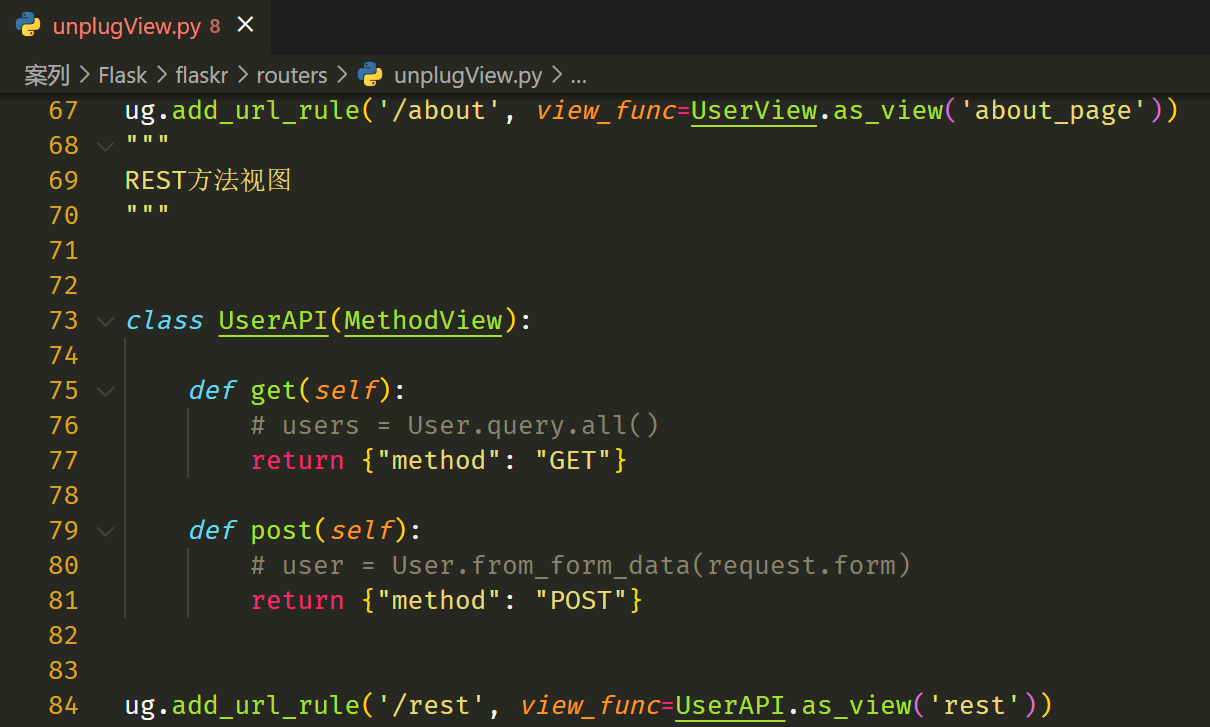 unplugView.py 8 ×
案列 > Flask > flaskr > routers > unplugView.py > ...
67 ug.add_url_rule('/about', view_func=UserView.as_view('about_page'))
68 """
69 REST方法视图
70 """
71
72
73 class UserAPI(MethodView):
74
75 def get(self):
76 # users = User.query.all()
77 return {"method": "GET"}
78
79 def post(self):
80 # user = User.from_form_data(request.form)
81 return {"method": "POST"}
82
83
84 ug.add_url_rule('/rest', view_func=UserAPI.as_view('rest'))